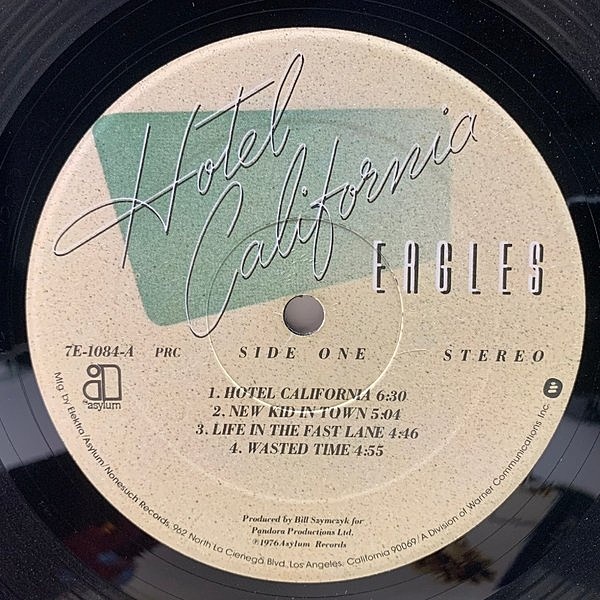 Hotel
California
EAGLES
7E-1084-A PRC SIDE ONE STEREO
asylum
1. HOTEL CALIFORNIA 6:30
2. NEW KID IN TOWN 5:04
3. LIFE IN THE FAST LANE 4:46
4. WASTED TIME 4:55
Produced by Bill Szymczyk for
Pandora Productions Ltd.
℗ 1976 Asylum Records
Mfg. by Elektra/Asylum/Nonesuch Records, 962 North La Cienega Blvd., Los Angeles, California 90069/A Division of Warner Communications Inc.